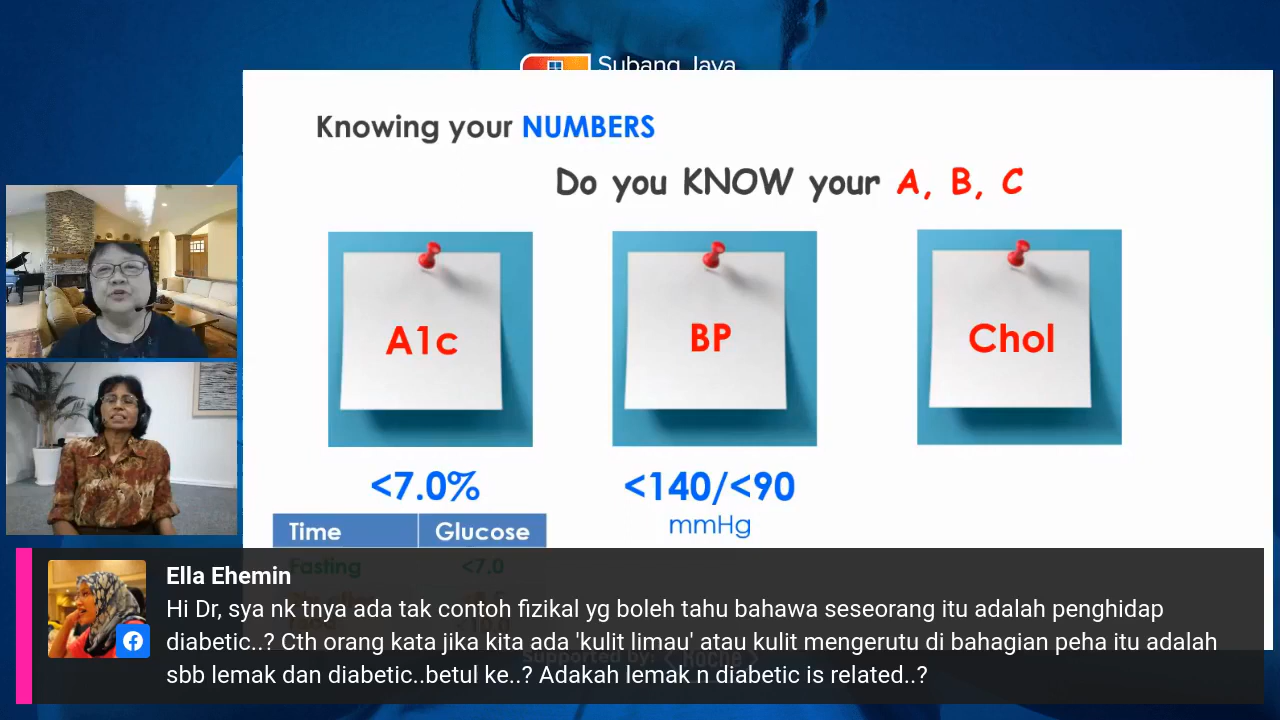 Subang Jaya
Knowing your NUMBERS
Do you KNOW your A, B, C
A1c
BP
Chol
<7.0%
<140/<90
mmHg
Time Glucose
Fasting <7.0
Ella Ehemin
Hi Dr, sya nk tnya ada tak contoh fizikal yg boleh tahu bahawa seseorang itu adalah penghidap
diabetic..? Cth orang kata jika kita ada 'kulit limau' atau kulit mengerutu di bahagian peha itu adalah
sbb lemak dan diabetic..betul ke..? Adakah lemak n diabetic is related..?
Supported by: